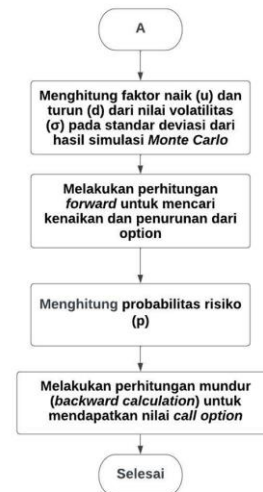 A
Menghitung faktor naik (u) dan
turun (d) dari nilai volatilitas
(σ) pada standar deviasi dari
hasil simulasi Monte Carlo
Melakukan perhitungan
forward untuk mencari
kenaikan dan penurunan dari
option
Menghitung probabilitas risiko
(p)
Melakukan perhitungan mundur
(backward calculation) untuk
mendapatkan nilai call option
Selesai